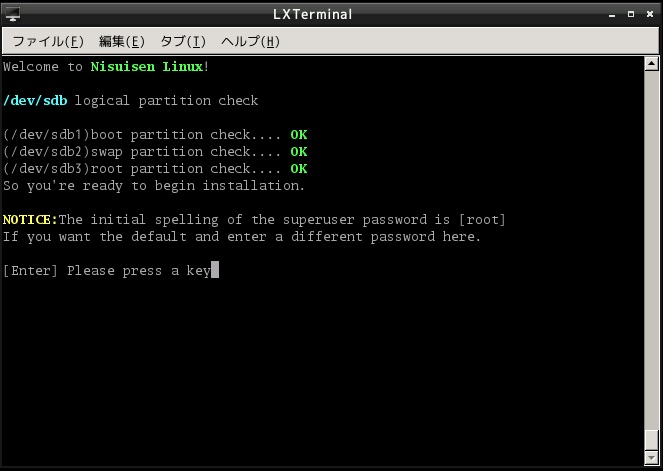 LXTerminal
ファイル(F) 編集(E) タブ(T) ヘルプ(H)
Welcome to Nisuisen Linux!
/dev/sdb logical partition check
(/dev/sdb1)boot partition check.... OK
(/dev/sdb2)swap partition check.... OK
(/dev/sdb3)root partition check.... OK
So you're ready to begin installation.
NOTICE:The initial spelling of the superuser password is [root]
If you want the default and enter a different password here.
[Enter] Please press a key